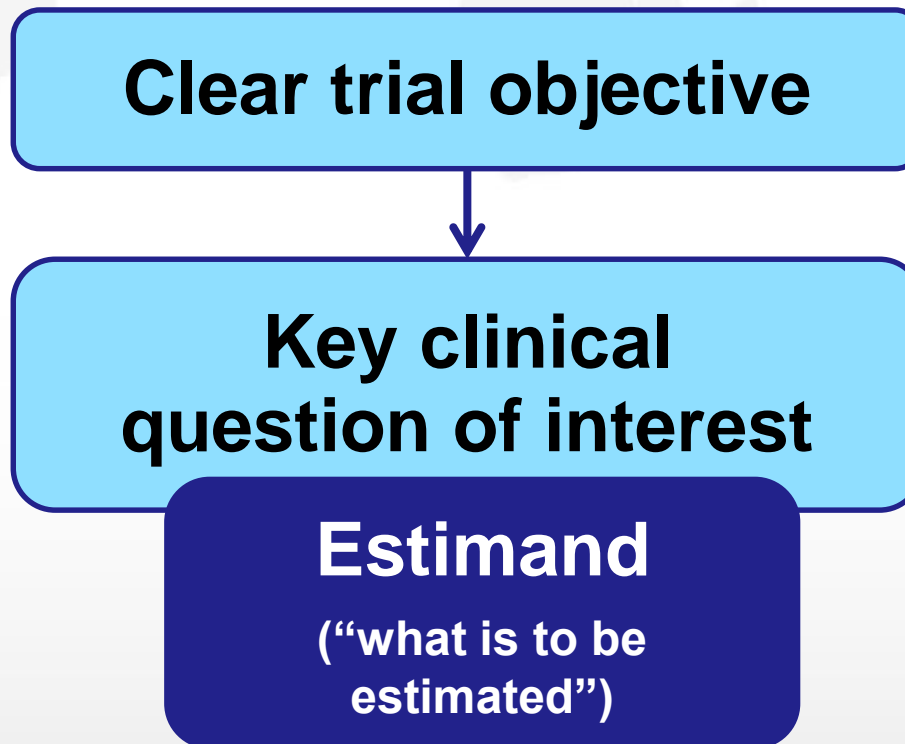 Clear trial objective
Key clinical
question of interest
Estimand
(“what is to be
estimated”)